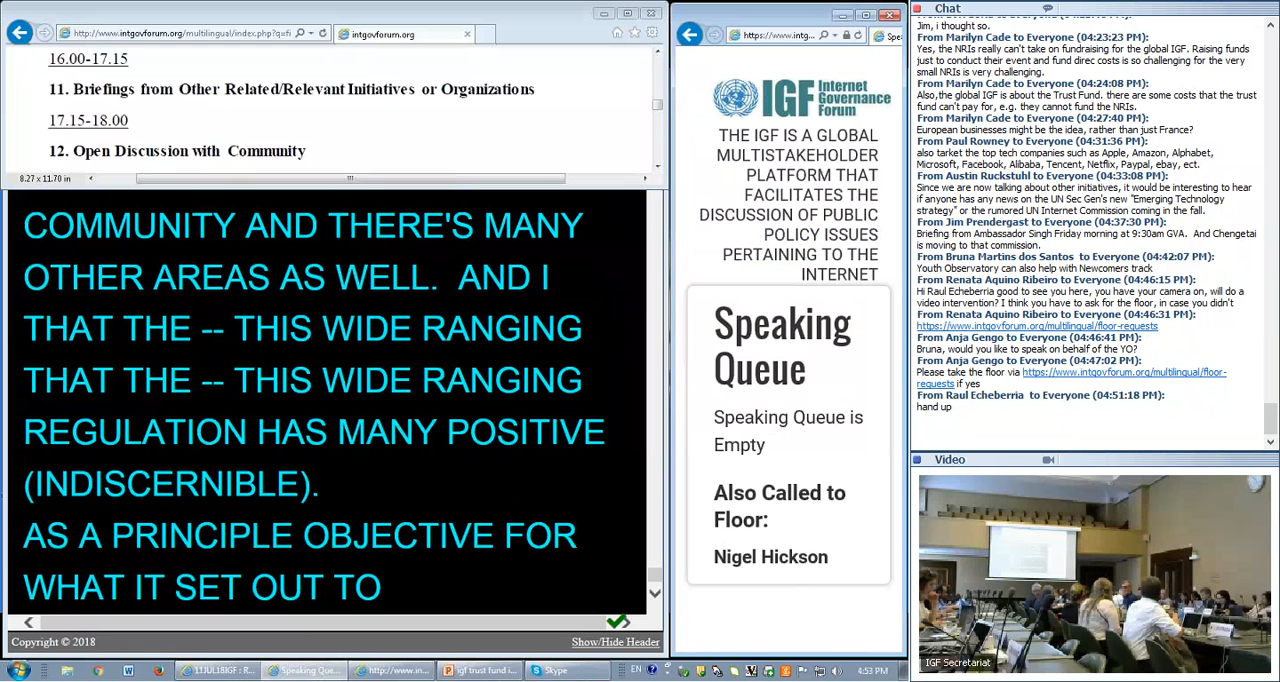 http://www.intgovforum.org/multilingual/index.php?q=fi
intgovforum.org
16.00-17.15
11. Briefings from Other Related/Relevant Initiatives or Organizations
17.15-18.00
12. Open Discussion with Community
8.27 x 11.70 in
COMMUNITY AND THERE'S MANY
OTHER AREAS AS WELL.  AND I
THAT THE -- THIS WIDE RANGING
THAT THE -- THIS WIDE RANGING
REGULATION HAS MANY POSITIVE
(INDISCERNIBLE).
AS A PRINCIPLE OBJECTIVE FOR
WHAT IT SET OUT TO
Copyright © 2018
Show/Hide Header
https://www.intg...
Spe
IGF Internet
Governance
Forum
THE IGF IS A GLOBAL
MULTISTAKEHOLDER
PLATFORM THAT
FACILITATES THE
DISCUSSION OF PUBLIC
POLICY ISSUES
PERTAINING TO THE
INTERNET
Speaking
Queue
Speaking Queue is
Empty
Also Called to
Floor:
Nigel Hickson
Chat
Jim, i thought so.
From Marilyn Cade to Everyone (04:23:23 PM):
Yes, the NRIs really can't take on fundraising for the global IGF. Raising funds
just to conduct their event and fund direc costs is so challenging for the very
small NRIs is very challenging.
From Marilyn Cade to Everyone (04:24:08 PM):
Also,the global IGF is about the Trust Fund. there are some costs that the trust
fund can't pay for, e.g. they cannot fund the NRIs.
From Marilyn Cade to Everyone (04:27:40 PM):
European businesses might be the idea, rather than just France?
From Paul Rowney to Everyone (04:31:36 PM):
also tarket the top tech companies such as Apple, Amazon, Alphabet,
Microsoft, Facebook, Alibaba, Tencent, Netflix, Paypal, ebay, ect.
From Austin Ruckstuhl to Everyone (04:33:08 PM):
Since we are now talking about other initiatives, it would be interesting to hear
if anyone has any news on the UN Sec Gen's new "Emerging Technology
strategy" or the rumored UN Internet Commission coming in the fall.
From Jim Prendergast to Everyone (04:37:30 PM):
Briefing from Ambassador Singh Friday morning at 9:30am GVA.  And Chengetai
is moving to that commission.
From Bruna Martins dos Santos  to Everyone (04:42:07 PM):
Youth Observatory can also help with Newcomers track
From Renata Aquino Ribeiro to Everyone (04:46:15 PM):
Hi Raul Echeberria good to see you here, you have your camera on, will do a
video intervention? I think you have to ask for the floor, in case you didn't
From Renata Aquino Ribeiro to Everyone (04:46:31 PM):
https://www.intgovforum.org/multilingual/floor-requests
From Anja Gengo to Everyone (04:46:41 PM):
Bruna, would you like to speak on behalf of the YO?
From Anja Gengo to Everyone (04:47:02 PM):
Please take the floor via https://www.intgovforum.org/multilingual/floor-
requests if yes
From Raul Echeberria  to Everyone (04:51:18 PM):
hand up
Video
IGF Secretariat
11JUL18IGF : R...
Speaking Que...
http://www.in...
igf trust fund i...
Skype
EN
4:53 PM